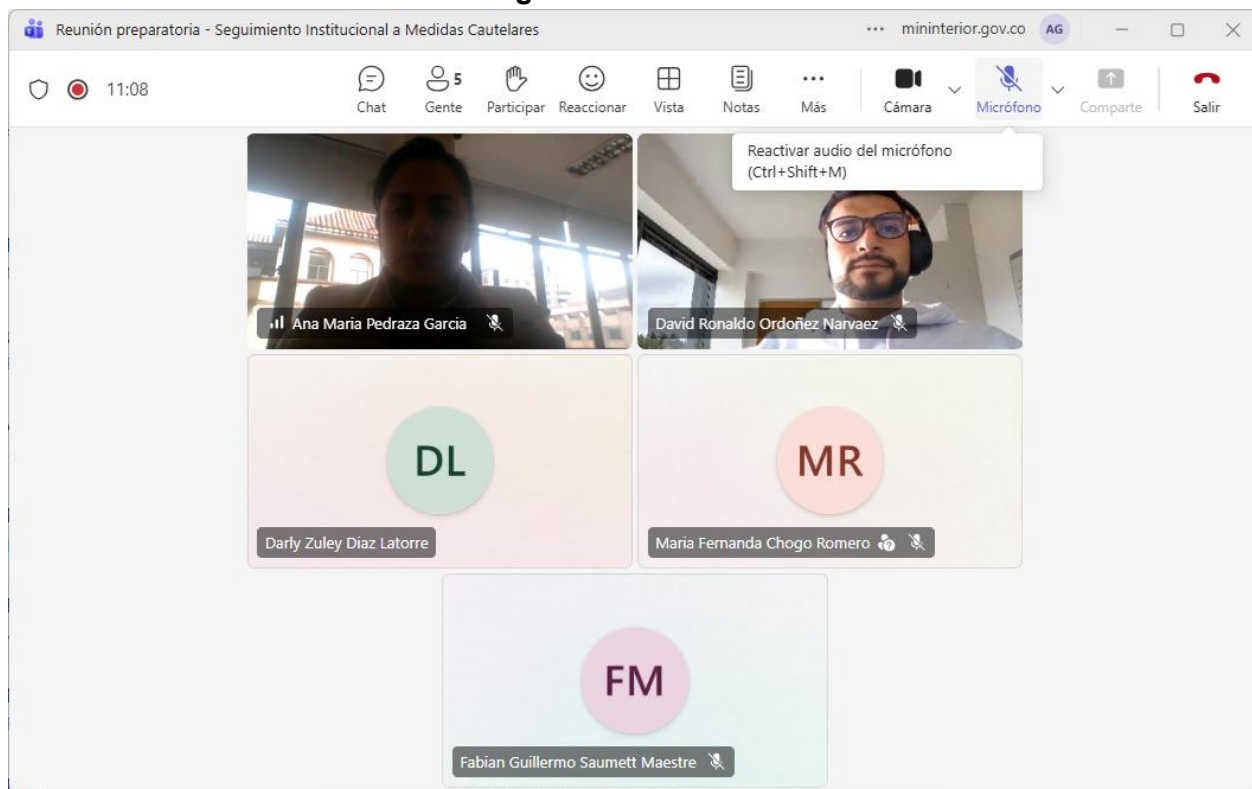 Reunión preparatoria - Seguimiento Institucional a Medidas Cautelares
mininterior.gov.co
AG
11:08
Chat
5
Gente
Participar
Reaccionar
Vista
Notas
Más
Cámara
Micrófono
Comparte
Salir
Reactivar audio del micrófono
(Ctrl+Shift+M)
Ana Maria Pedraza Garcia
David Ronaldo Ordoñez Narvaez
DL
Darly Zuley Diaz Latorre
MR
Maria Fernanda Chogo Romero
FM
Fabian Guillermo Saumett Maestre